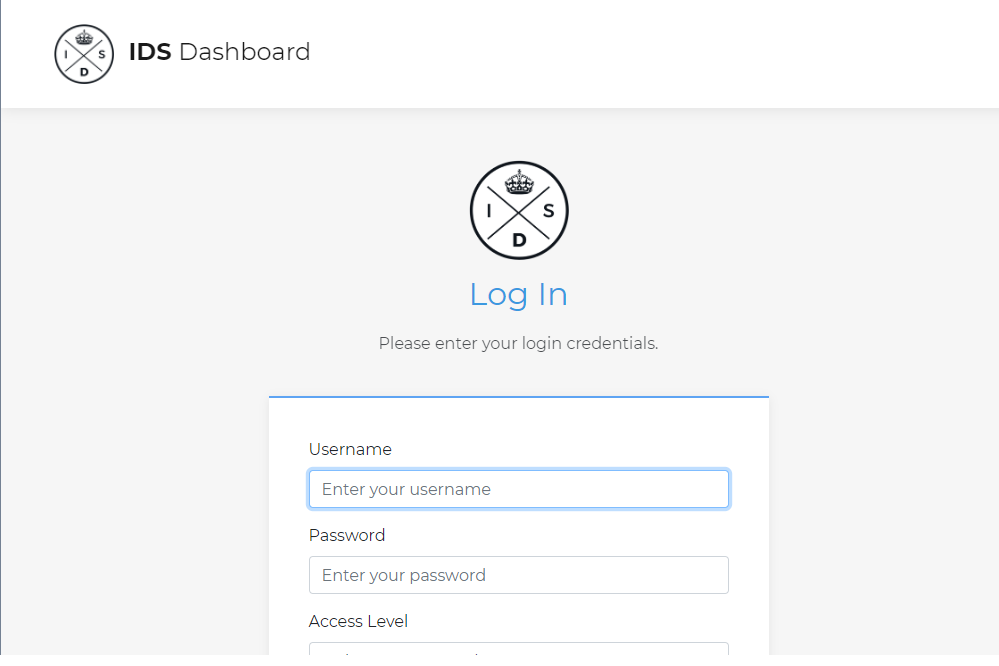 I S D
IDS Dashboard
I S
D
Log In
Please enter your login credentials.
Username
Enter your username
Password
Enter your password
Access Level